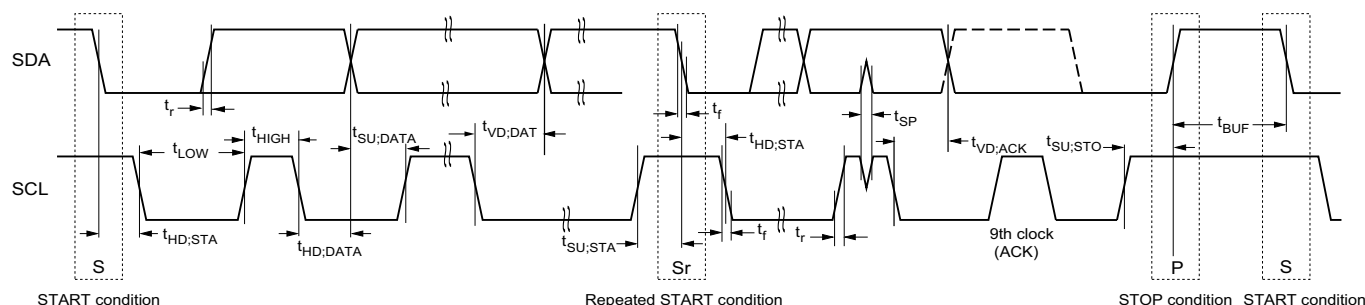 SDA
t_r
t_f
t_SP
t_BUF
t_HIGH
t_LOW
t_SU;DATA
t_VD;DAT
t_HD;STA
t_VD;ACK
t_SU;STO
SCL
t_HD;STA
t_HD;DATA
t_SU;STA
t_f
t_r
9th clock
(ACK)
S
Sr
P
S
START condition
Repeated START condition
STOP condition
START condition